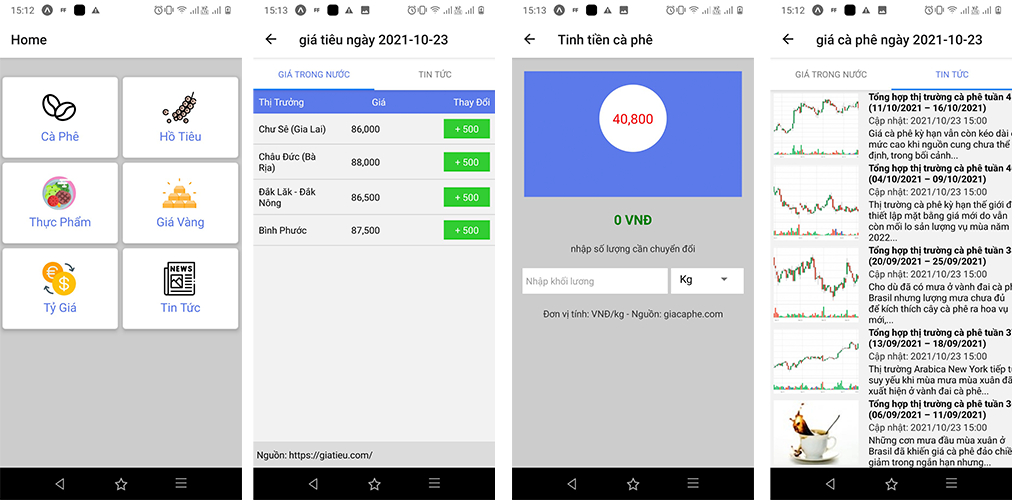 15:12 FF
Home
Cà Phê
Hồ Tiêu
Thực Phẩm
Giá Vàng
Tỷ Giá
NEWS
Tin Tức
15:13 FF
giá tiêu ngày 2021-10-23
GIÁ TRONG NƯỚC TIN TỨC
Thị Trường Giá Thay Đổi
Chư Sê (Gia Lai) 86,000 + 500
Châu Đức (Bà
Rịa) 88,000 + 500
Đắk Lăk - Đắk
Nông 86,500 + 500
Bình Phước 87,500 + 500
Nguồn: https://giatieu.com/
15:13 FF
Tinh tiền cà phê
40,800
0 VNĐ
nhập số lượng cần chuyển đổi
Nhập khối lượng Kg
Đơn vị tính: VNĐ/kg - Nguồn: giacaphe.com
15:12 FF
giá cà phê ngày 2021-10-23
GIÁ TRONG NƯỚC TIN TỨC
Tổng hợp thị trường cà phê tuần 4
(11/10/2021 – 16/10/2021)
Cập nhật: 2021/10/23 15:00
Giá cà phê kỳ hạn vẫn còn kéo dài
mức cao khi nguồn cung chưa thể
định, trong bối cảnh...
Tổng hợp thị trường cà phê tuần 4
(04/10/2021 – 09/10/2021)
Cập nhật: 2021/10/23 15:00
Thị trường cà phê kỳ hạn thế giới đ
thiết lập mặt bằng giá mới do vẫn
còn mối lo sản lượng vụ mùa năm
2022...
Tổng hợp thị trường cà phê tuần 3
(20/09/2021 – 25/09/2021)
Cập nhật: 2021/10/23 15:00
Cho dù đã có mưa ở vành đai cà ph
Brasil nhưng lượng mưa chưa đủ
để kích thích cây cà phê ra hoa vụ
mới,...
Tổng hợp thị trường cà phê tuần 3
(13/09/2021 – 18/09/2021)
Cập nhật: 2021/10/23 15:00
Thị trường Arabica New York tiếp t
suy yếu khi mùa mưa mùa xuân đã
xuất hiện ở vành đai cà phê...
Tổng hợp thị trường cà phê tuần 3
(06/09/2021 – 11/09/2021)
Cập nhật: 2021/10/23 15:00
Những cơn mưa đầu mùa xuân ở
Brasil đã khiến giá cà phê đảo chiề
giảm trong ngắn hạn nhưng...